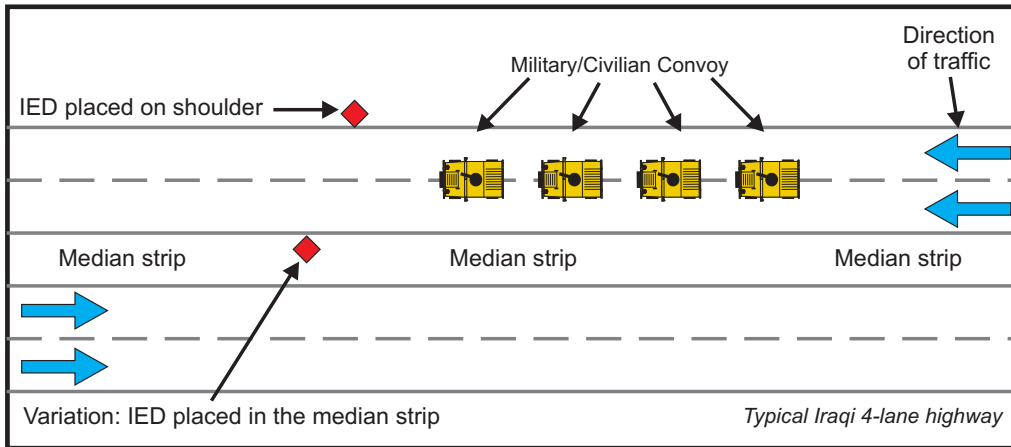 Direction
of traffic
Military/Civilian Convoy
IED placed on shoulder
Median strip
Median strip
Median strip
Variation: IED placed in the median strip
Typical Iraqi 4-lane highway